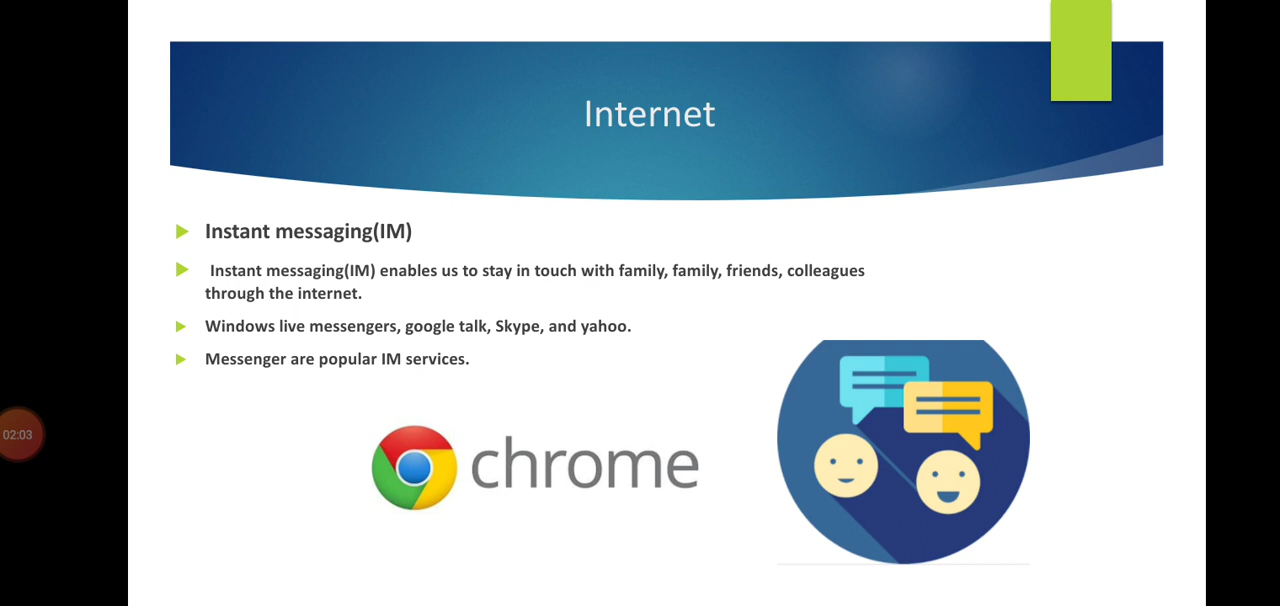 Internet
Instant messaging(IM)
Instant messaging(IM) enables us to stay in touch with family, family, friends, colleagues
through the internet.
Windows live messengers, google talk, Skype, and yahoo.
Messenger are popular IM services.
02:03
chrome